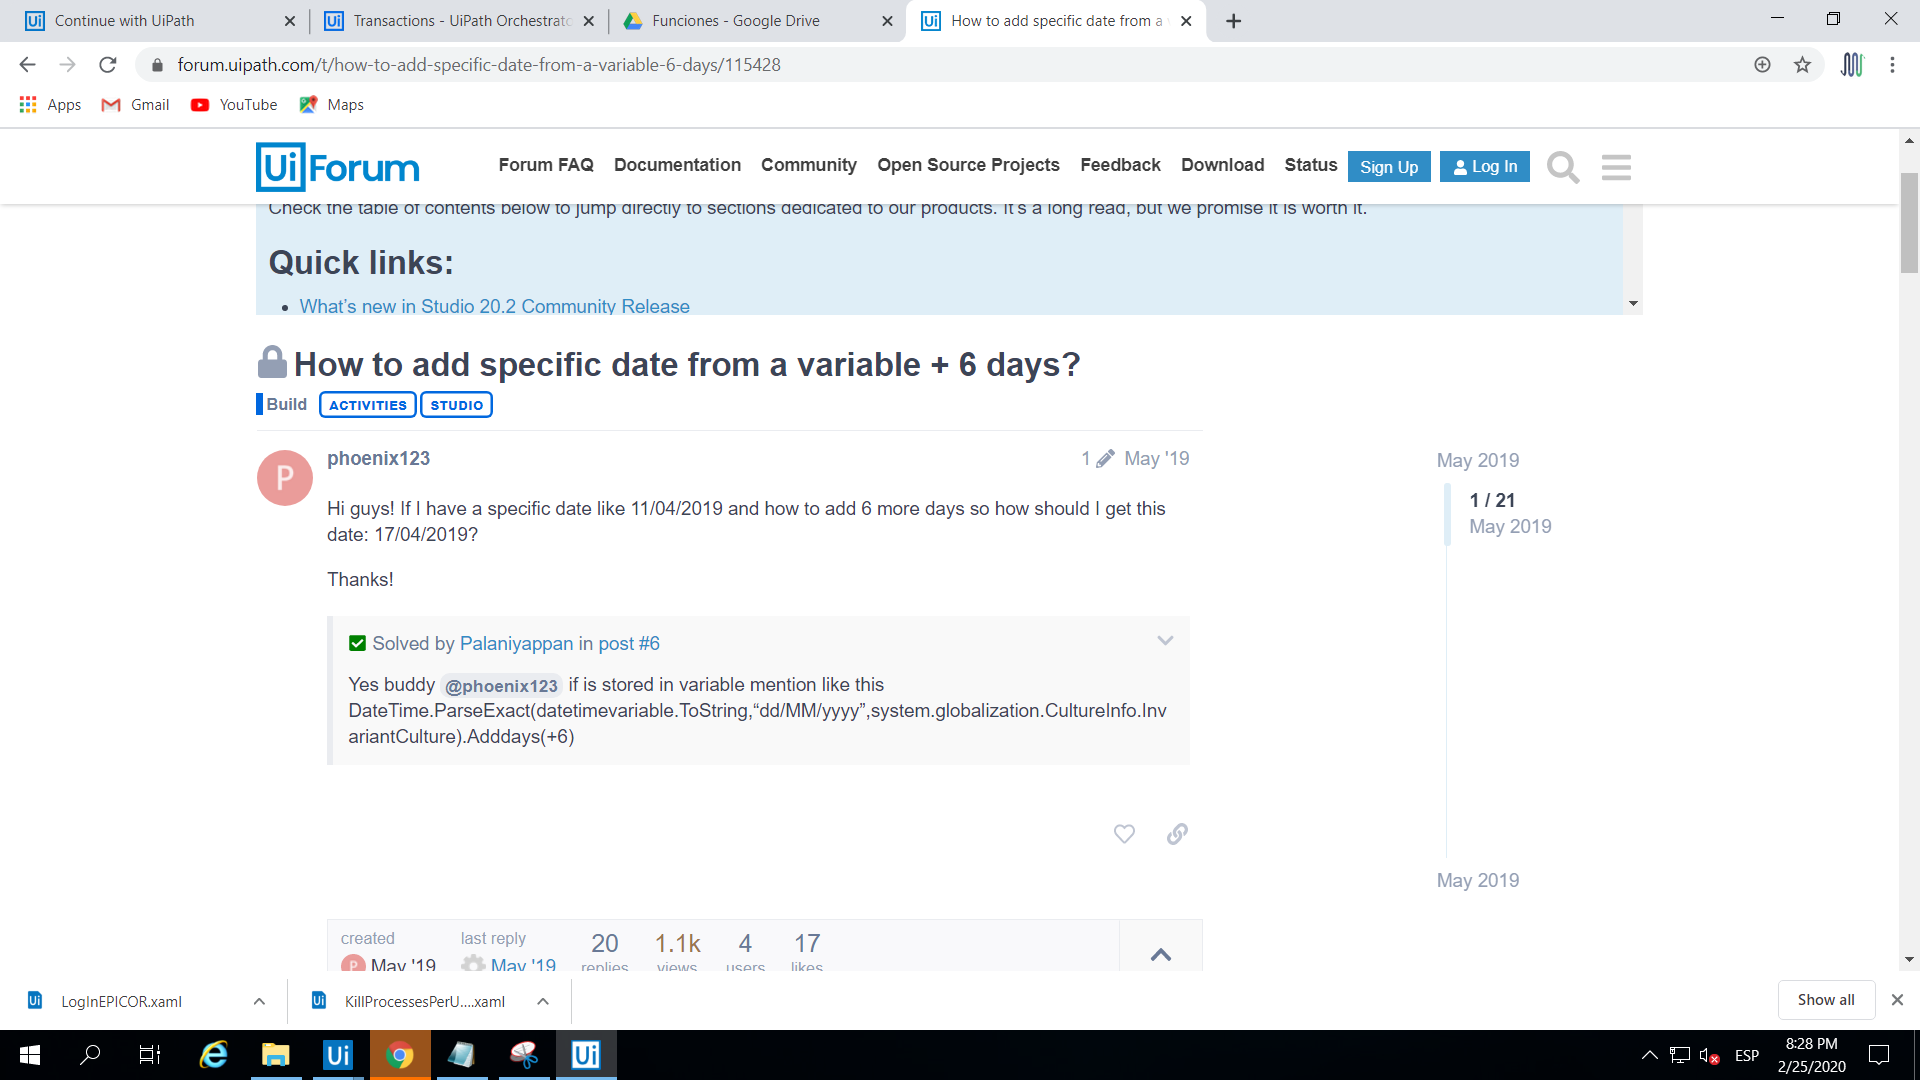 Continue with UiPath
Transactions - UiPath Orchestrato
Funciones - Google Drive
How to add specific date from a v
forum.uipath.com/t/how-to-add-specific-date-from-a-variable-6-days/115428
Apps
Gmail
YouTube
Maps
UiForum
Forum FAQ
Documentation
Community
Open Source Projects
Feedback
Download
Status
Sign Up
Log In
Check the table of contents below to jump directly to sections dedicated to our products. It's a long read, but we promise it is worth it.
Quick links:
• What's new in Studio 20.2 Community Release
How to add specific date from a variable + 6 days?
Build
ACTIVITIES
STUDIO
P
phoenix123
1
May '19
Hi guys! If I have a specific date like 11/04/2019 and how to add 6 more days so how should I get this
date: 17/04/2019?
Thanks!
Solved by Palaniyappan in post #6
Yes buddy @phoenix123 if is stored in variable mention like this
DateTime.ParseExact(datetimevariable.ToString,“dd/MM/yyyy”,system.globalization.CultureInfo.Inv
ariantCulture).Adddays(+6)
May 2019
1 / 21
May 2019
May 2019
created
P May '19
last reply
May '19
20
replies
1.1k
views
4
users
17
likes
LogInEPICOR.xaml
KillProcessesPerU....xaml
Show all
ESP
8:28 PM
2/25/2020